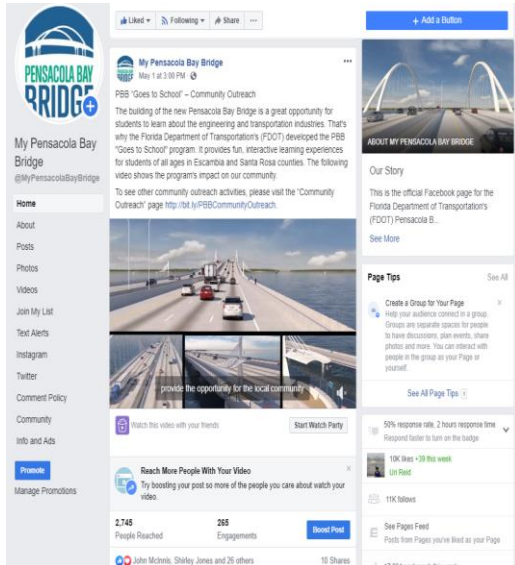 PENSACOLA BAY
BRIDGE
My Pensacola Bay
Bridge
@MyPensacolaBayBridge
Home
About
Posts
Photos
Videos
Join My List
Text Alerts
Instagram
Twitter
Comment Policy
Community
Info and Ads
Promote
Manage Promotions
Liked
Following
Share
My Pensacola Bay Bridge
May 1 at 3:00 PM
PBB "Goes to School" – Community Outreach
The building of the new Pensacola Bay Bridge is a great opportunity for
students to learn about the engineering and transportation industries. That's
why the Florida Department of Transportation's (FDOT) developed the PBB
"Goes to School" program. It provides fun, interactive learning experiences
for students of all ages in Escambia and Santa Rosa counties. The following
video shows the program's impact on our community.
To see other community outreach activities, please visit the "Community
Outreach" page http://bit.ly/PBBCommunityOutreach.
provide the opportunity for the local community
Watch this video with your friends
Start Watch Party
Reach More People With Your Video
Try boosting your post so more of the people you care about watch your
video.
2,745
People Reached
265
Engagements
Boost Post
John McInnis, Shirley Jones and 26 others
10 Shares
+ Add a Button
ABOUT MY PENSACOLA BAY BRIDGE
Our Story
This is the official Facebook page for the
Florida Department of Transportation's
(FDOT) Pensacola B...
See More
Page Tips
See All
Create a Group for Your Page
Help your audience connect in a group.
Groups are separate spaces for people
to have discussions, plan events, share
photos and more. You can interact with
people in the group as your Page or
yourself.
See All Page Tips
50% response rate, 2 hours response time
Respond faster to turn on the badge
10K likes +39 this week
Uri Reid
11K follows
See Pages Feed
Posts from Pages you've liked as your Page